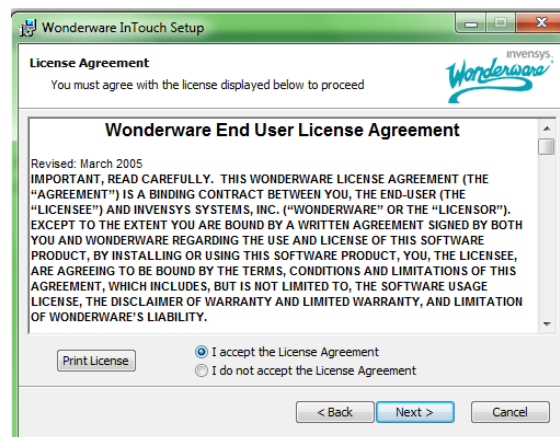 Wonderware InTouch Setup
License Agreement
You must agree with the license displayed below to proceed
invensys
Wonderware
Wonderware End User License Agreement
Revised: March 2005
IMPORTANT, READ CAREFULLY. THIS WONDERWARE LICENSE AGREEMENT (THE
“AGREEMENT”) IS A BINDING CONTRACT BETWEEN YOU, THE END-USER (THE
“LICENSEE”) AND INVENSYS SYSTEMS, INC. (“WONDERWARE” OR THE “LICENSOR”).
EXCEPT TO THE EXTENT YOU ARE BOUND BY A WRITTEN AGREEMENT SIGNED BY BOTH
YOU AND WONDERWARE REGARDING THE USE AND LICENSE OF THIS SOFTWARE
PRODUCT, BY INSTALLING OR USING THIS SOFTWARE PRODUCT, YOU, THE LICENSEE,
ARE AGREEING TO BE BOUND BY THE TERMS, CONDITIONS AND LIMITATIONS OF THIS
AGREEMENT, WHICH INCLUDES, BUT IS NOT LIMITED TO, THE SOFTWARE USAGE
LICENSE, THE DISCLAIMER OF WARRANTY AND LIMITED WARRANTY, AND LIMITATION
OF WONDERWARE’S LIABILITY.
Print License
I accept the License Agreement
I do not accept the License Agreement
< Back
Next >
Cancel